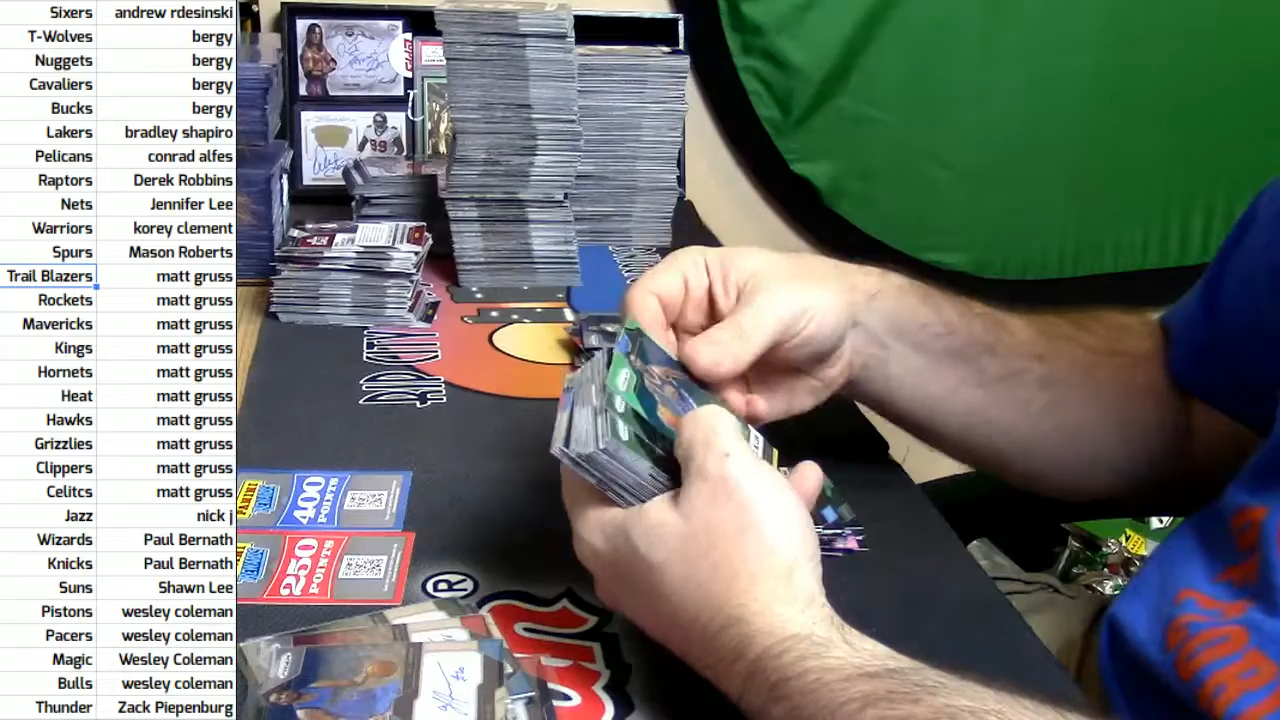 Sixers andrew rdesinski
T-Wolves bergy
Nuggets bergy
Cavaliers bergy
Bucks bergy
Lakers bradley shapiro
Pelicans conrad alfes
Raptors Derek Robbins
Nets Jennifer Lee
Warriors korey clement
Spurs Mason Roberts
Trail Blazers matt gruss
Rockets matt gruss
Mavericks matt gruss
Kings matt gruss
Hornets matt gruss
Heat matt gruss
Hawks matt gruss
Grizzlies matt gruss
Clippers matt gruss
Celitcs matt gruss
Jazz nick j
Wizards Paul Bernath
Knicks Paul Bernath
Suns Shawn Lee
Pistons wesley coleman
Pacers wesley coleman
Magic Wesley Coleman
Bulls wesley coleman
Thunder Zack Piepenburg
99
RIP CITY
PANINI
400
POINTS
250
POINTS
®